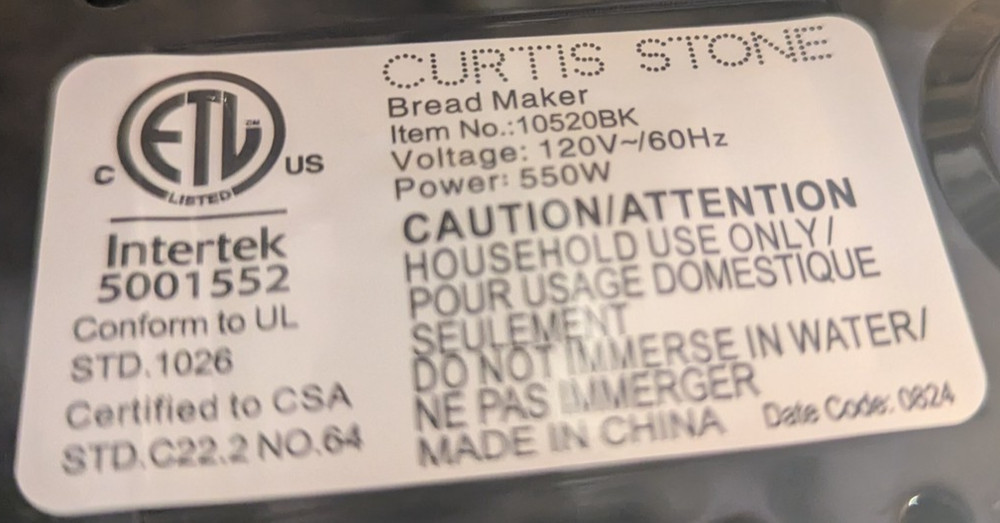 C ETL CM US
LISTED
Intertek
5001552
Conform to UL
STD.1026
Certified to CSA
STD.C22.2 NO.64
CURTIS STONE
Bread Maker
Item No.:10520BK
Voltage: 120V~/60Hz
Power: 550W
CAUTION/ATTENTION
HOUSEHOLD USE ONLY/
POUR USAGE DOMESTIQUE
SEULEMENT
DO NOT IMMERSE IN WATER/
NE PAS IMMERGER
MADE IN CHINA
Date Code: 0824